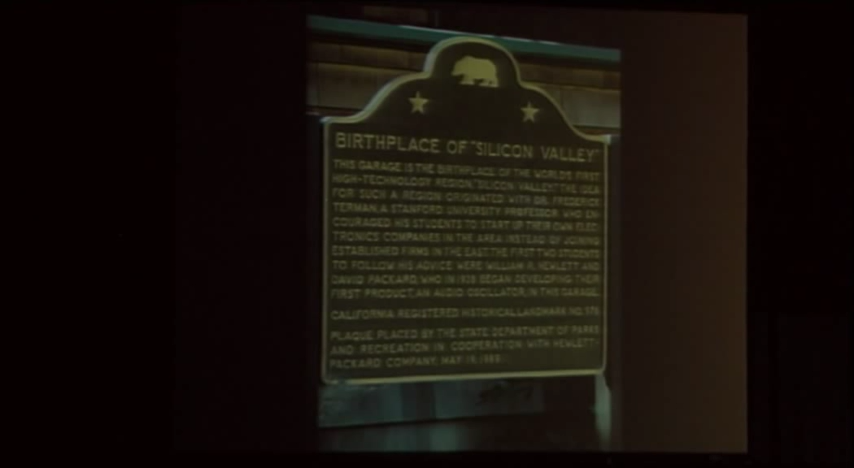 BIRTHPLACE OF "SILICON VALLEY"
THIS GARAGE IS THE BIRTHPLACE OF THE WORLD'S FIRST
HIGH-TECHNOLOGY REGION, "SILICON VALLEY." THE IDEA
FOR SUCH A REGION ORIGINATED WITH DR. FREDERICK
TERMAN, A STANFORD UNIVERSITY PROFESSOR WHO EN-
COURAGED HIS STUDENTS TO START UP THEIR OWN ELEC-
TRONICS COMPANIES IN THE AREA INSTEAD OF JOINING
ESTABLISHED FIRMS IN THE EAST. THE FIRST TWO STUDENTS
TO FOLLOW HIS ADVICE WERE WILLIAM R. HEWLETT AND
DAVID PACKARD, WHO IN 1938 BEGAN DEVELOPING THEIR
FIRST PRODUCT, AN AUDIO OSCILLATOR, IN THIS GARAGE.
CALIFORNIA REGISTERED HISTORICAL LANDMARK NO. 976
PLAQUE PLACED BY THE STATE DEPARTMENT OF PARKS
AND RECREATION IN COOPERATION WITH HEWLETT-
PACKARD COMPANY, MAY 19, 1989.